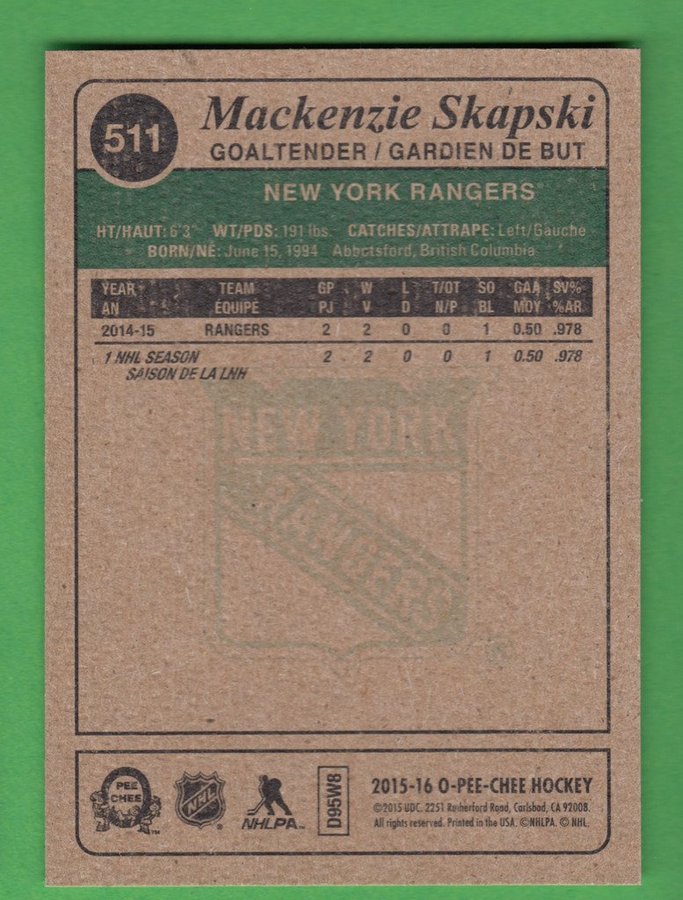 511
Mackenzie Skapski
GOALTENDER / GARDIEN DE BUT
NEW YORK RANGERS
HT/HAUT: 6'3" WT/PDS: 191 lbs. CATCHES/ATTRAPE: Left/Gauche
BORN/NÉ: June 15, 1994 Abbotsford, British Columbia
YEAR TEAM GP W L T/OT SO GAA SV%
AN ÉQUIPE PJ V D N/P BL MOY %AR
2014-15 RANGERS 2 2 0 0 1 0.50 .978
1 NHL SEASON 2 2 0 0 1 0.50 .978
SAISON DE LA LNH
NEW YORK
RANGERS
PEE
CHEE
NHL
NHLPA
D95W8
2015-16 O-PEE-CHEE HOCKEY
©2015 UDC. 2251 Rutherford Road, Carlsbad, CA 92008.
All rights reserved. Printed in the USA. ©NHLPA. © NHL.